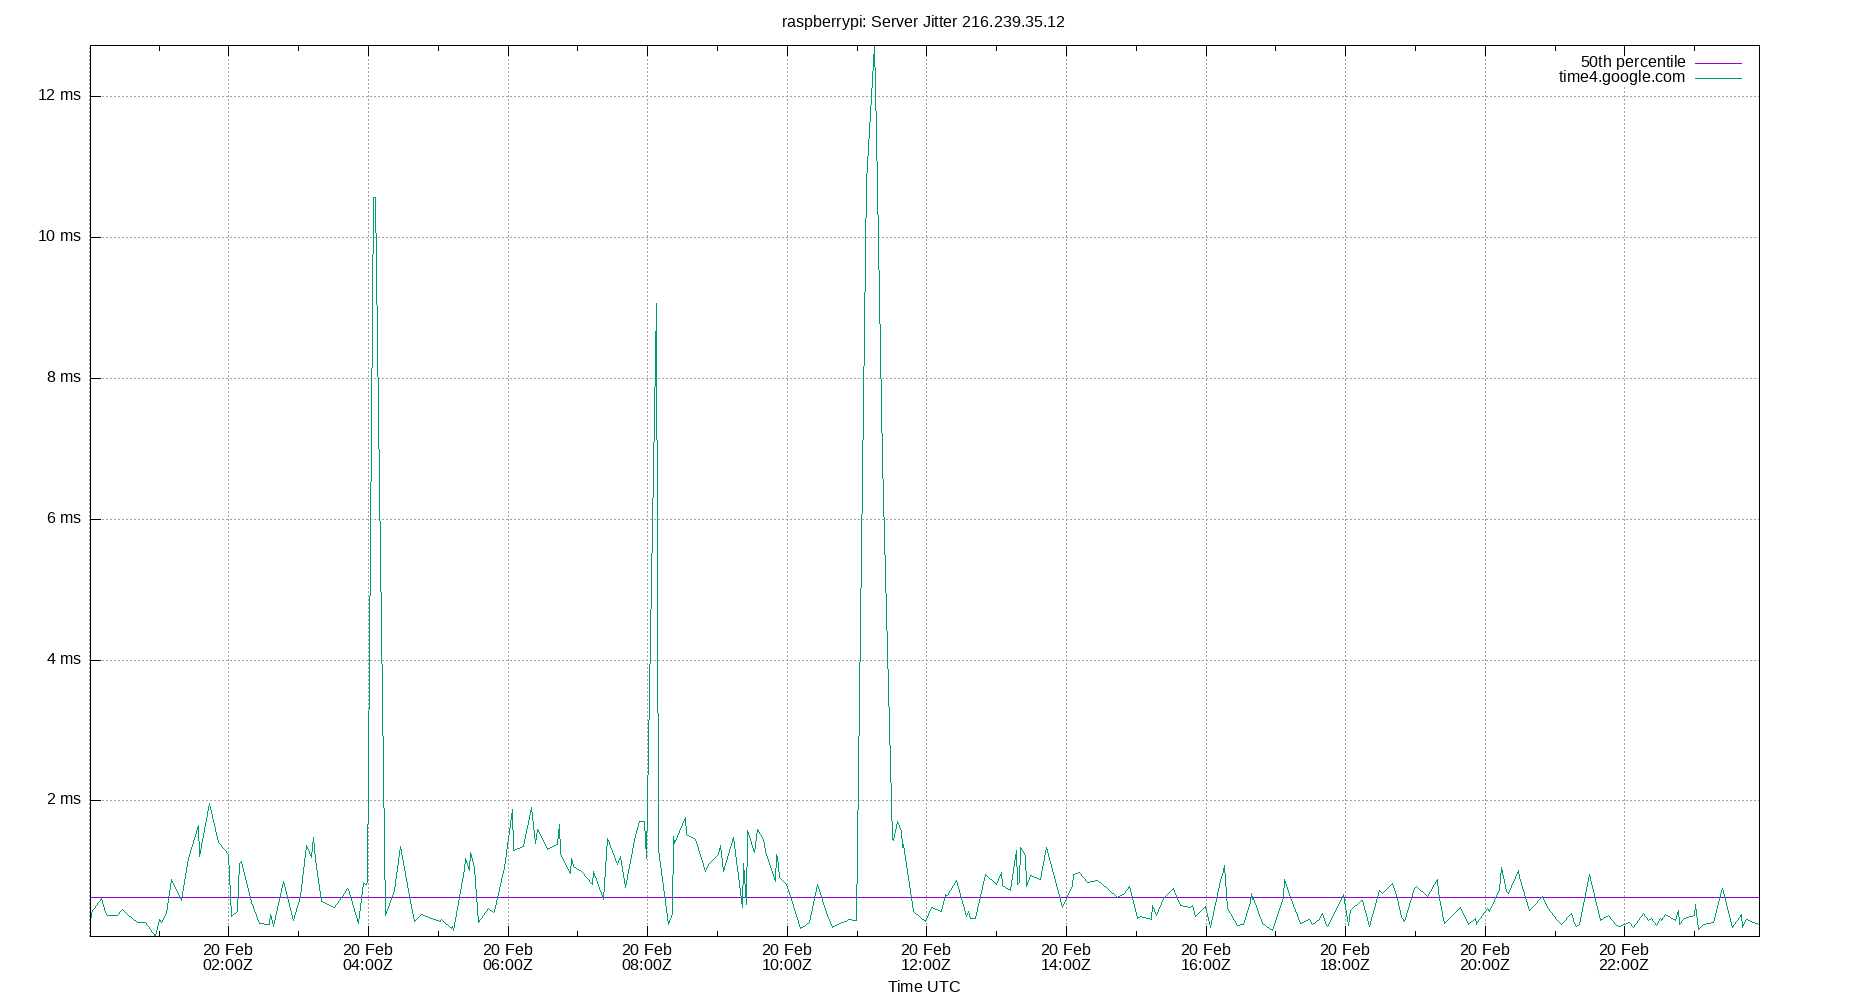 raspberrypi: Server Jitter 216.239.35.12
50th percentile
time4.google.com
12 ms
10 ms
8 ms
6 ms
4 ms
2 ms
20 Feb 20 Feb 20 Feb 20 Feb 20 Feb 20 Feb 20 Feb 20 Feb 20 Feb 20 Feb 20 Feb
02:00Z 04:00Z 06:00Z 08:00Z 10:00Z 12:00Z 14:00Z 16:00Z 18:00Z 20:00Z 22:00Z
Time UTC